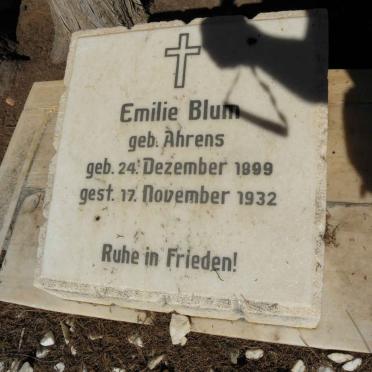 Emilie Blum
geb. Ahrens
geb. 24. Dezember 1899
gest. 17. November 1932
Ruhe in Frieden!